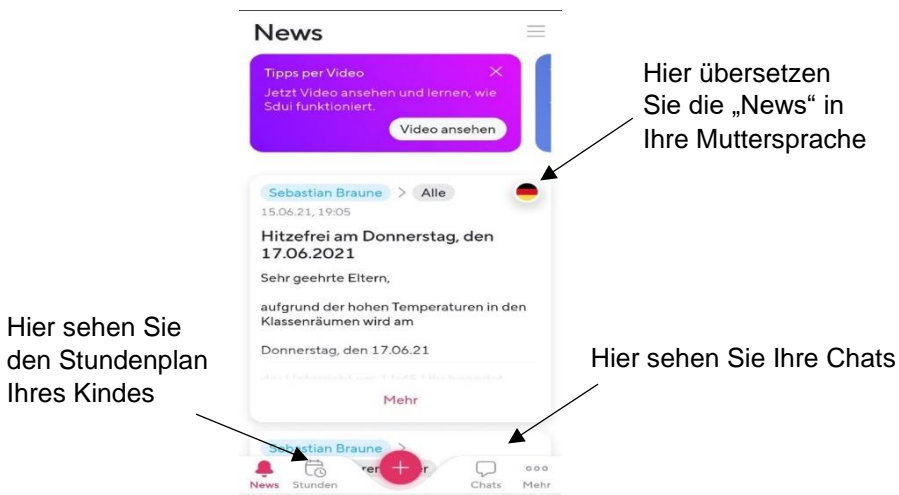 News
Tipps per Video
Jetzt Video ansehen und lernen, wie
Sdui funktioniert.
Video ansehen
Hier übersetzen
Sie die „News“ in
Ihre Muttersprache
Sebastian Braune > Alle
15.06.21, 19:05
Hitzefrei am Donnerstag, den
17.06.2021
Sehr geehrte Eltern,
aufgrund der hohen Temperaturen in den
Klassenräumen wird am
Donnerstag, den 17.06.21
Mehr
Hier sehen Sie
den Stundenplan
Ihres Kindes
Hier sehen Sie Ihre Chats
Sebastian Braune >
News
Stunden
Chats
Mehr